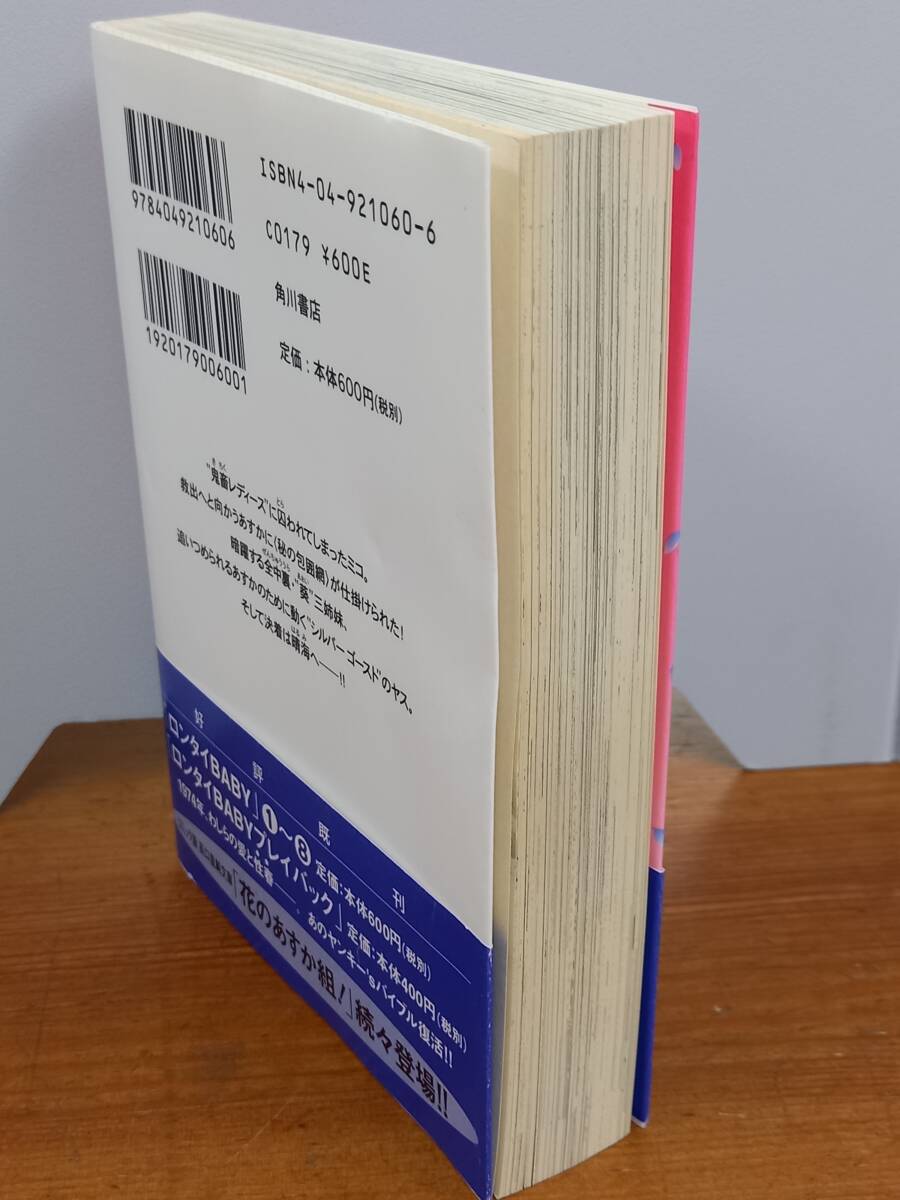 ISBN4-04-921060-6
9784049210606
C0179 ¥600E
角川書店
1920179006001
定価：本体600円(税別)
“鬼畜レディーズ”に囚われてしまったミコ。
救出へと向かうあすかに〈秘の包囲網〉が仕掛けられた!
暗躍する全中裏・“葵”三姉妹、
追いつめられるあすかのために動く“シルバーゴースド”のヤス。
そして決着は晴海へ——!!
好評既刊
ロンタイBABY」❶〜❽ 定価：本体600円(税別)
「ロンタイBABYプレイバック」定価：本体400円(税別)
1974年、わしらの愛と性春——、あのヤンキー'sバイブル復活!!
「花のあすか組!」続々登場!!